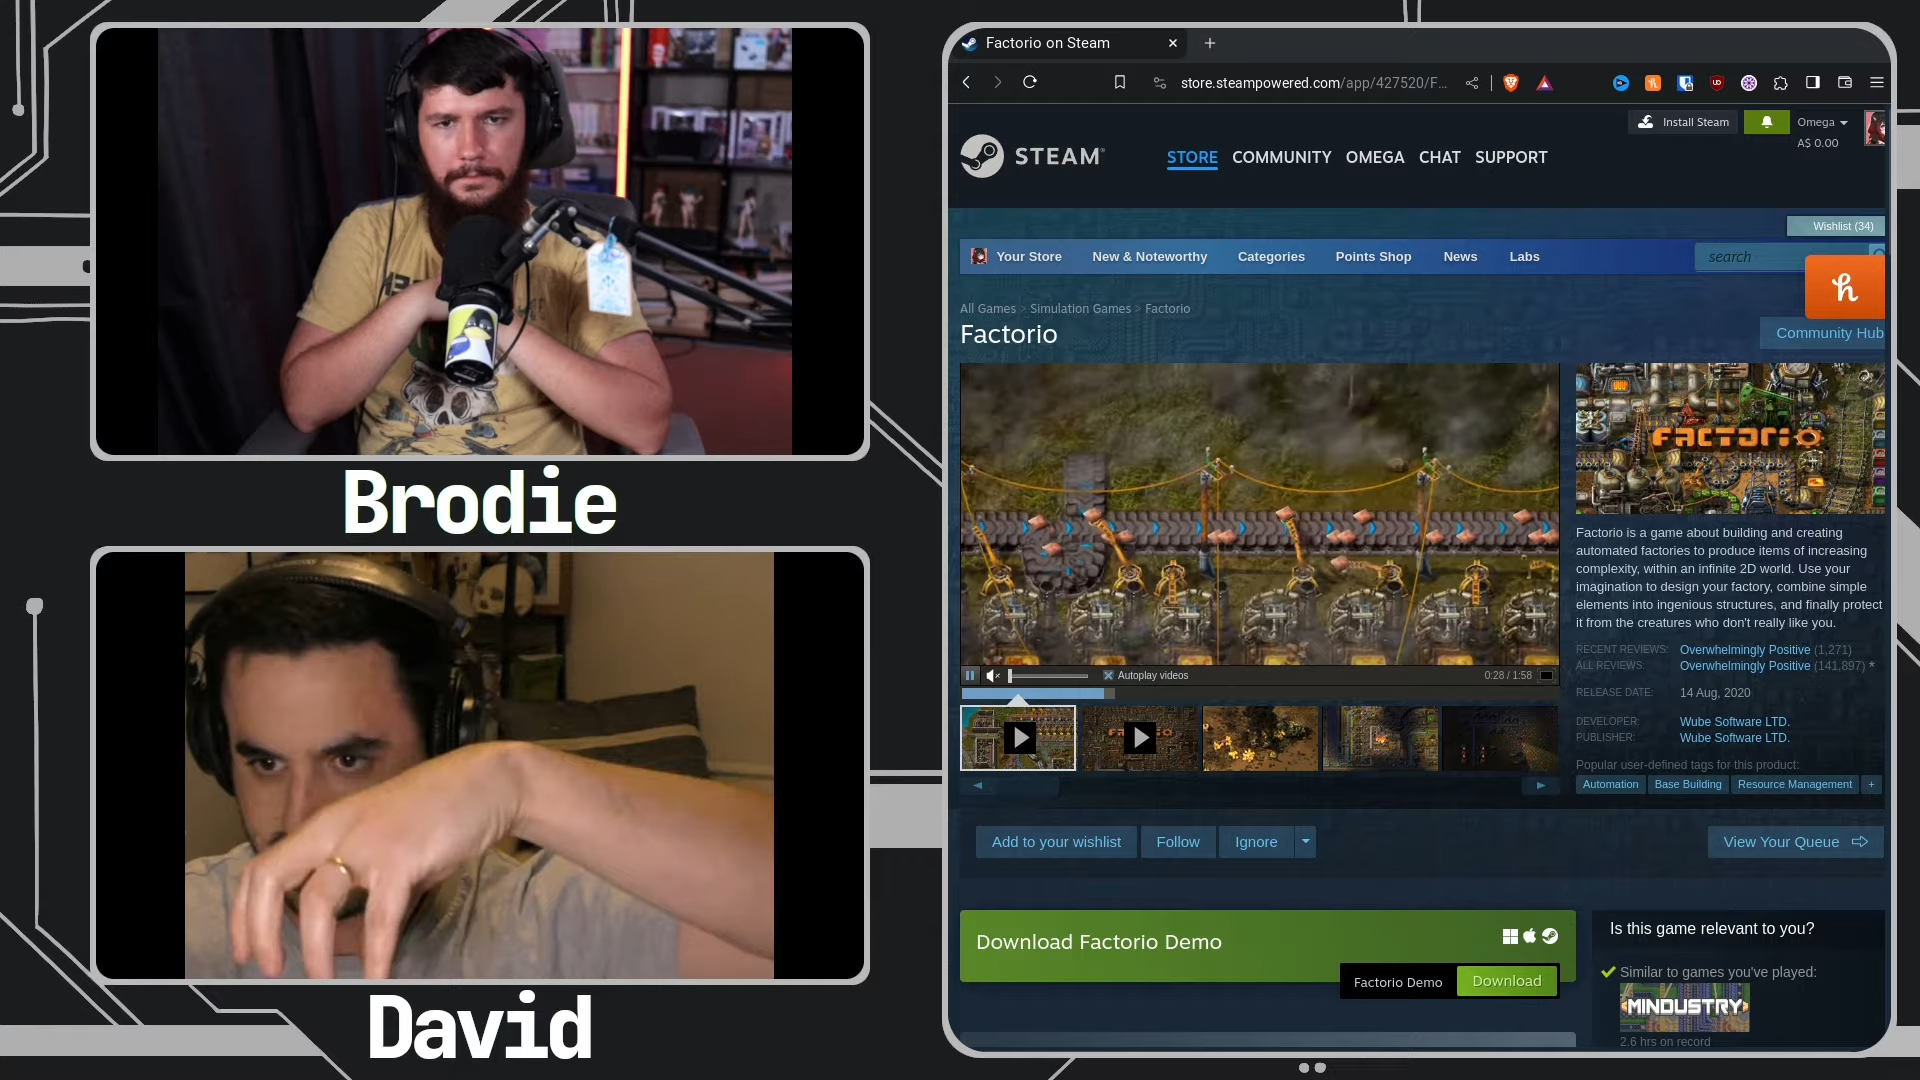 Brodie
David
Factorio on Steam
store.steampowered.com/app/427520/F...
Install Steam
Omega
A$ 0.00
STEAM
STORE
COMMUNITY
OMEGA
CHAT
SUPPORT
Wishlist (34)
Your Store
New & Noteworthy
Categories
Points Shop
News
Labs
search
All Games > Simulation Games > Factorio
Factorio
Community Hub
FACTORIO
Factorio is a game about building and creating
automated factories to produce items of increasing
complexity, within an infinite 2D world. Use your
imagination to design your factory, combine simple
elements into ingenious structures, and finally protect
it from the creatures who don't really like you.
RECENT REVIEWS: Overwhelmingly Positive (1,271)
ALL REVIEWS: Overwhelmingly Positive (141,897) *
RELEASE DATE: 14 Aug, 2020
DEVELOPER: Wube Software LTD.
PUBLISHER: Wube Software LTD.
Popular user-defined tags for this product:
Automation
Base Building
Resource Management
+
Autoplay videos
0:28 / 1:58
Add to your wishlist
Follow
Ignore
View Your Queue
Download Factorio Demo
Factorio Demo
Download
Is this game relevant to you?
Similar to games you've played:
MINDUSTRY
2.6 hrs on record